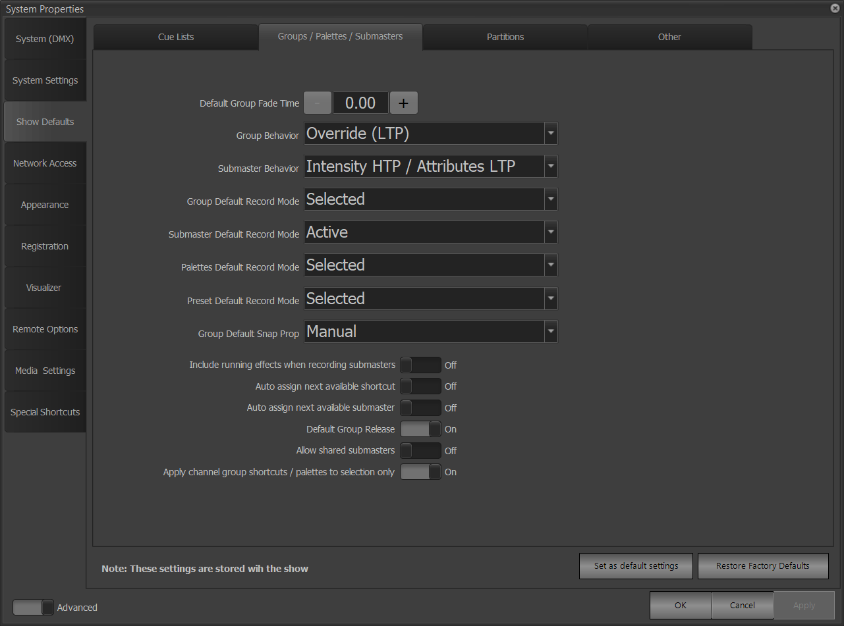 System Properties
System (DMX)
System Settings
Show Defaults
Network Access
Appearance
Registration
Visualizer
Remote Options
Media Settings
Special Shortcuts
Cue Lists
Groups / Palettes / Submasters
Partitions
Other
Default Group Fade Time - 0.00 +
Group Behavior Override (LTP)
Submaster Behavior Intensity HTP / Attributes LTP
Group Default Record Mode Selected
Submaster Default Record Mode Active
Palettes Default Record Mode Selected
Preset Default Record Mode Selected
Group Default Snap Prop Manual
Include running effects when recording submasters Off
Auto assign next available shortcut Off
Auto assign next available submaster Off
Default Group Release On
Allow shared submasters Off
Apply channel group shortcuts / palettes to selection only On
Note: These settings are stored wih the show
Set as default settings
Restore Factory Defaults
Advanced
OK
Cancel
Apply